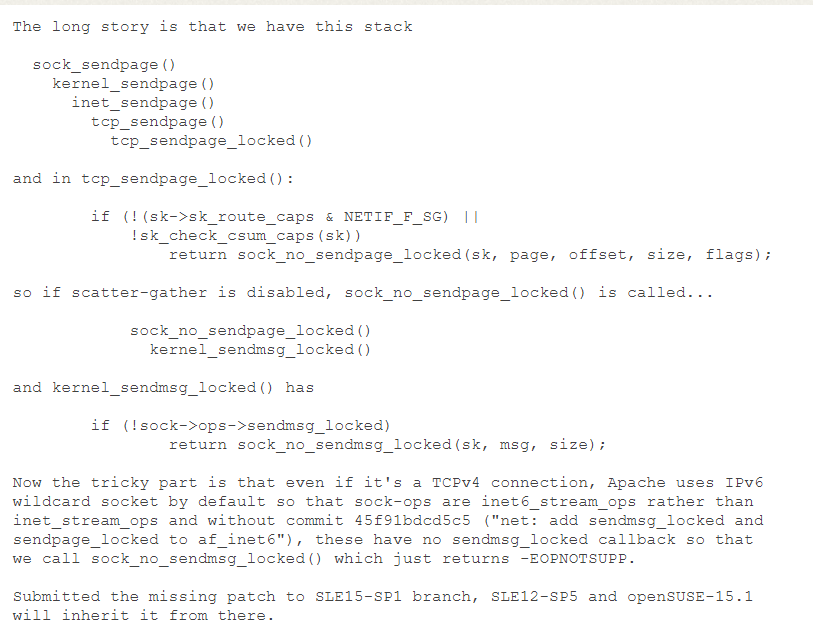 The long story is that we have this stack
sock_sendpage()
kernel_sendpage()
inet_sendpage()
tcp_sendpage()
tcp_sendpage_locked()
and in tcp_sendpage_locked():
if (!(sk->sk_route_caps & NETIF_F_SG) ||
!sk_check_csum_caps(sk))
return sock_no_sendpage_locked(sk, page, offset, size, flags);
so if scatter-gather is disabled, sock_no_sendpage_locked() is called...
sock_no_sendpage_locked()
kernel_sendmsg_locked()
and kernel_sendmsg_locked() has
if (!sock->ops->sendmsg_locked)
return sock_no_sendmsg_locked(sk, msg, size);
Now the tricky part is that even if it's a TCPv4 connection, Apache uses IPv6
wildcard socket by default so that sock-ops are inet6_stream_ops rather than
inet_stream_ops and without commit 45f91bdcd5c5 ("net: add sendmsg_locked and
sendpage_locked to af_inet6"), these have no sendmsg_locked callback so that
we call sock_no_sendmsg_locked() which just returns -EOPNOTSUPP.
Submitted the missing patch to SLE15-SP1 branch, SLE12-SP5 and openSUSE-15.1
will inherit it from there.